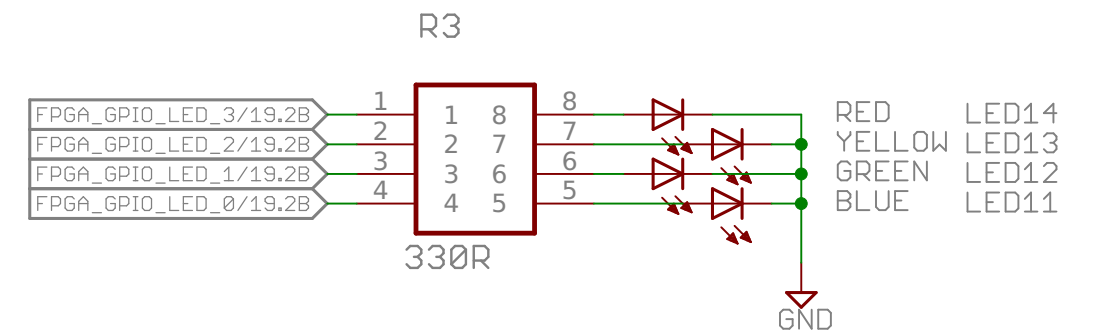 R3
FPGA_GPIO_LED_3/19.2B 1 1 8 8 RED LED14
FPGA_GPIO_LED_2/19.2B 2 2 7 7 YELLOW LED13
FPGA_GPIO_LED_1/19.2B 3 3 6 6 GREEN LED12
FPGA_GPIO_LED_0/19.2B 4 4 5 5 BLUE LED11
330R
GND